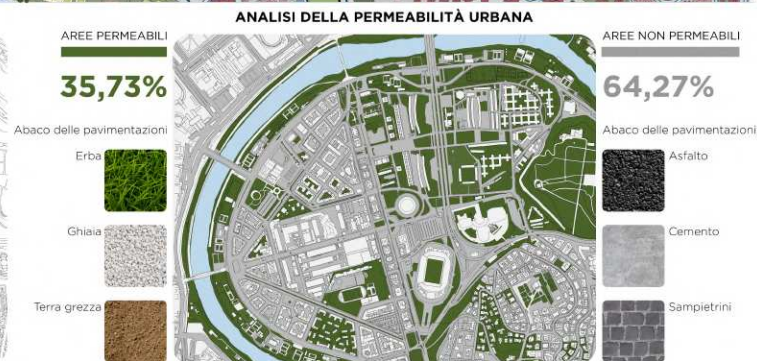 ANALISI DELLA PERMEABILITÀ URBANA
AREE PERMEABILI
35,73%
Abaco delle pavimentazioni
Erba
Ghiaia
Terra grezza
AREE NON PERMEABILI
64,27%
Abaco delle pavimentazioni
Asfalto
Cemento
Sampietrini